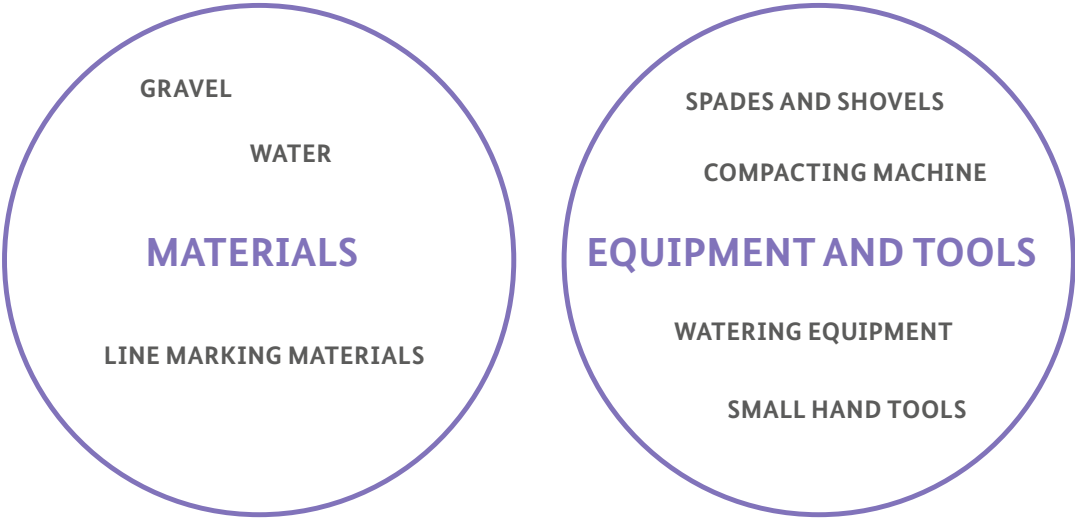 GRAVEL
WATER
MATERIALS
LINE MARKING MATERIALS
SPADES AND SHOVELS
COMPACTING MACHINE
EQUIPMENT AND TOOLS
WATERING EQUIPMENT
SMALL HAND TOOLS